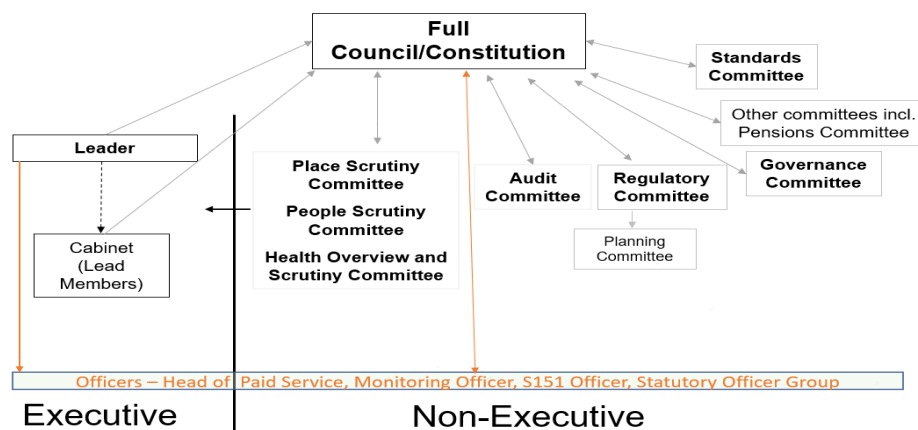 Full
Council/Constitution
Standards
Committee
Other committees incl.
Pensions Committee
Governance
Committee
Leader
Place Scrutiny
Committee
People Scrutiny
Committee
Health Overview and
Scrutiny Committee
Audit
Committee
Regulatory
Committee
Planning
Committee
Cabinet
(Lead
Members)
Officers – Head of Paid Service, Monitoring Officer, S151 Officer, Statutory Officer Group
Executive
Non-Executive